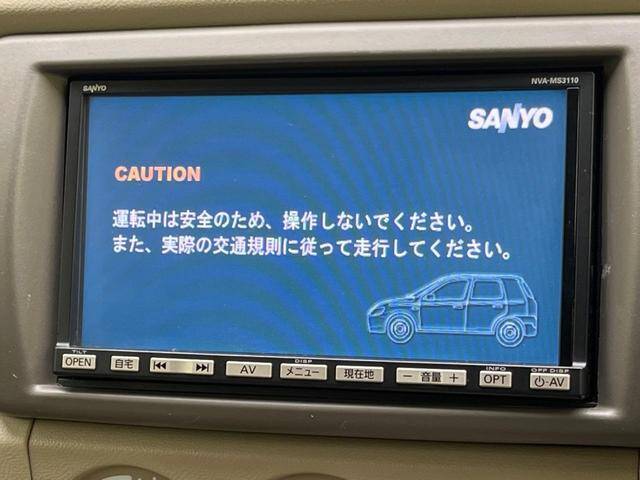 SANYO
NVA-MS3110
SANYO
CAUTION
運転中は安全のため、操作しないでください。
また、実際の交通規則に従って走行してください。
TILT
DISP
INFO
OFF DISP
OPEN
自宅
AV
メニュー
現在地
− 音量 +
OPT
⏻-AV